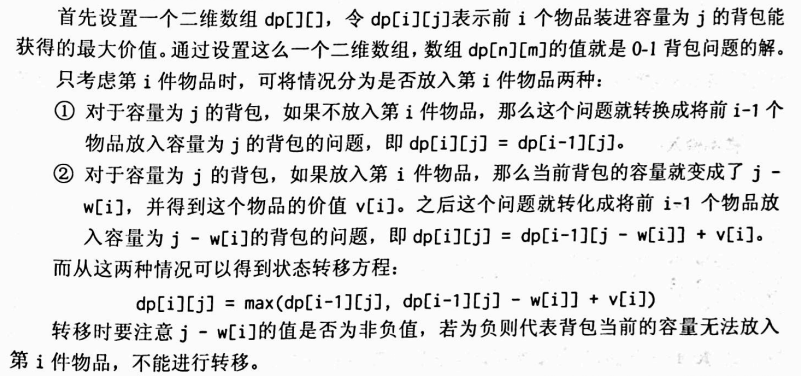 首先设置一个二维数组 dp[][]，令 dp[i][j]表示前 i 个物品装进容量为 j 的背包能
获得的最大价值。通过设置这么一个二维数组，数组 dp[n][m]的值就是 0-1 背包问题的解。
只考虑第 i 件物品时，可将情况分为是否放入第 i 件物品两种：
① 对于容量为 j 的背包，如果不放入第 i 件物品，那么这个问题就转换成将前 i-1 个
物品放入容量为 j 的背包的问题，即 dp[i][j] = dp[i-1][j]。
② 对于容量为 j 的背包，如果放入第 i 件物品，那么当前背包的容量就变成了 j -
w[i]，并得到这个物品的价值 v[i]。之后这个问题就转化成将前 i-1 个物品放
入容量为 j - w[i]的背包的问题，即 dp[i][j] = dp[i-1][j - w[i]] + v[i]。
而从这两种情况可以得到状态转移方程：
dp[i][j] = max(dp[i-1][j], dp[i-1][j] - w[i]] + v[i])
转移时要注意 j - w[i]的值是否为非负值，若为负则代表背包当前的容量无法放入
第 i 件物品，不能进行转移。